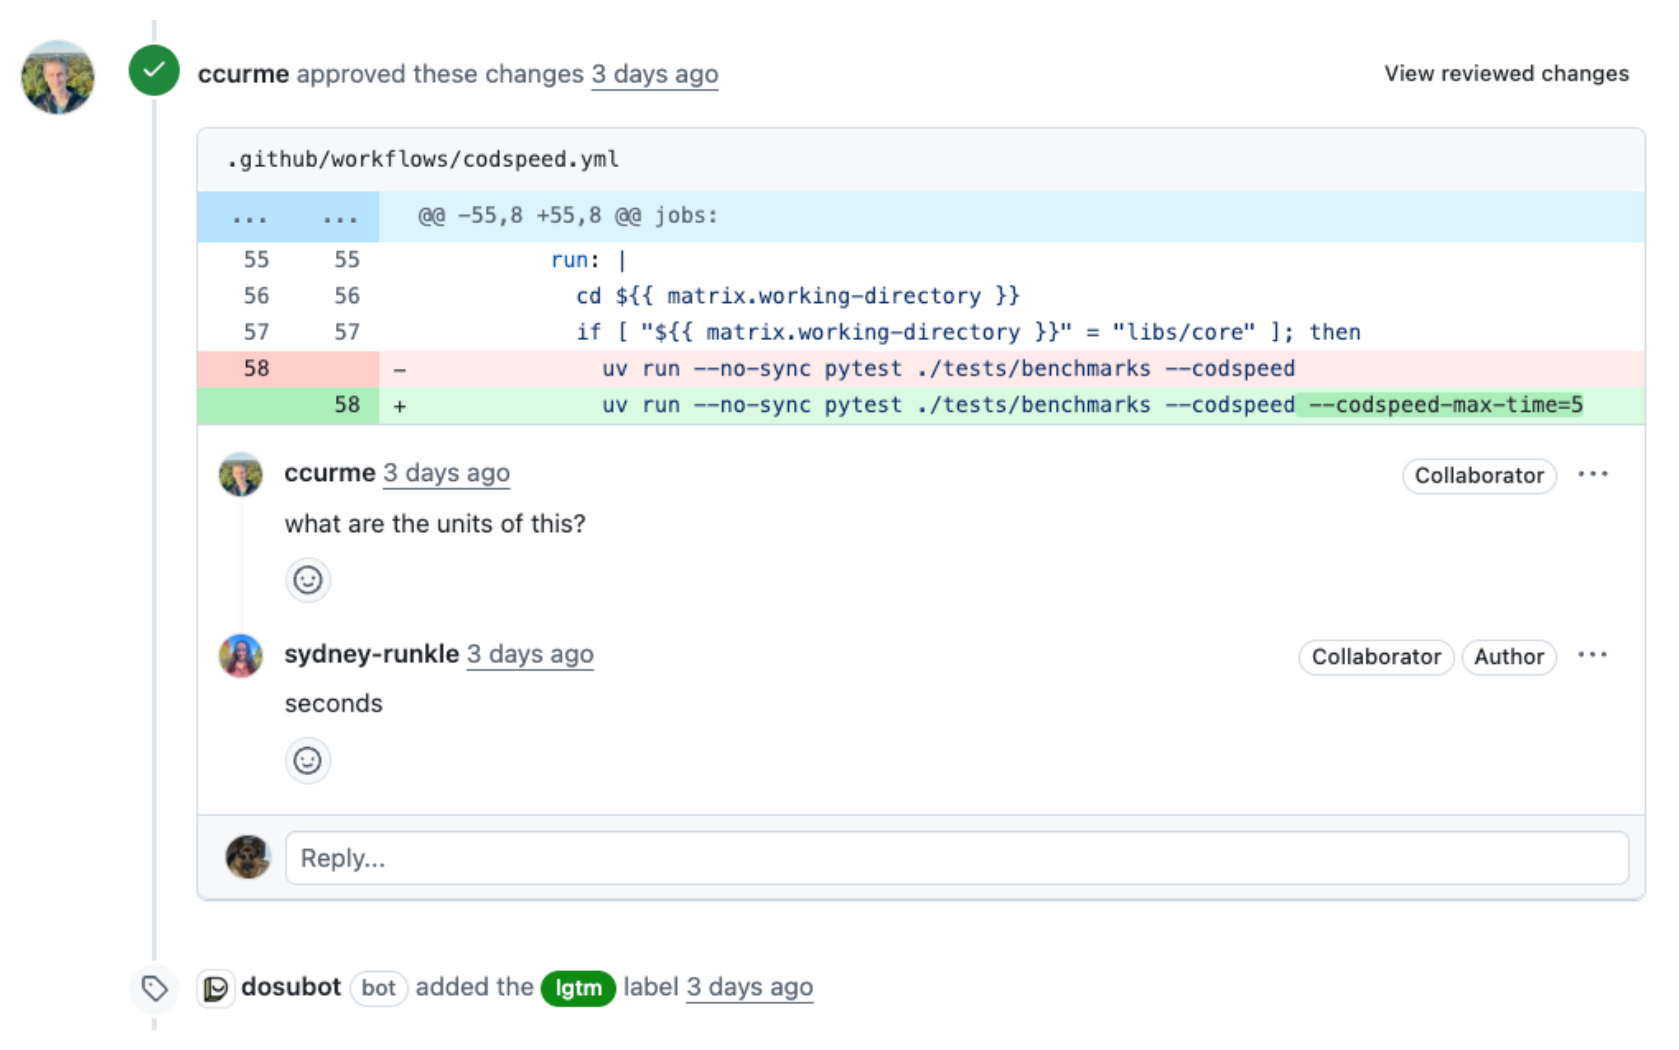 ccurme approved these changes 3 days ago View reviewed changes
.github/workflows/codspeed.yml
... ... @@ -55,8 +55,8 @@ jobs:
55 55 run: |
56 56 cd ${{ matrix.working-directory }}
57 57 if [ "${{ matrix.working-directory }}" = "libs/core" ]; then
58 - uv run --no-sync pytest ./tests/benchmarks --codspeed
58 + uv run --no-sync pytest ./tests/benchmarks --codspeed --codspeed-max-time=5
ccurme 3 days ago Collaborator ...
what are the units of this?
sydney-runkle 3 days ago Collaborator Author ...
seconds
Reply...
dosubot bot added the lgtm label 3 days ago